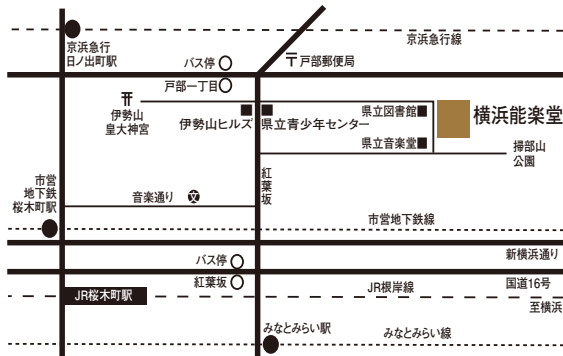 京浜急行線
京浜急行
日ノ出町駅
バス停
〒戸部郵便局
戸部一丁目
伊勢山
皇大神宮
伊勢山ヒルズ
県立青少年センター
県立図書館
横浜能楽堂
県立音楽堂
掃部山
公園
市営
地下鉄
桜木町駅
紅葉坂
音楽通り
文
市営地下鉄線
新横浜通り
バス停
紅葉坂
国道16号
JR桜木町駅
JR根岸線
至横浜
みなとみらい駅
みなとみらい線